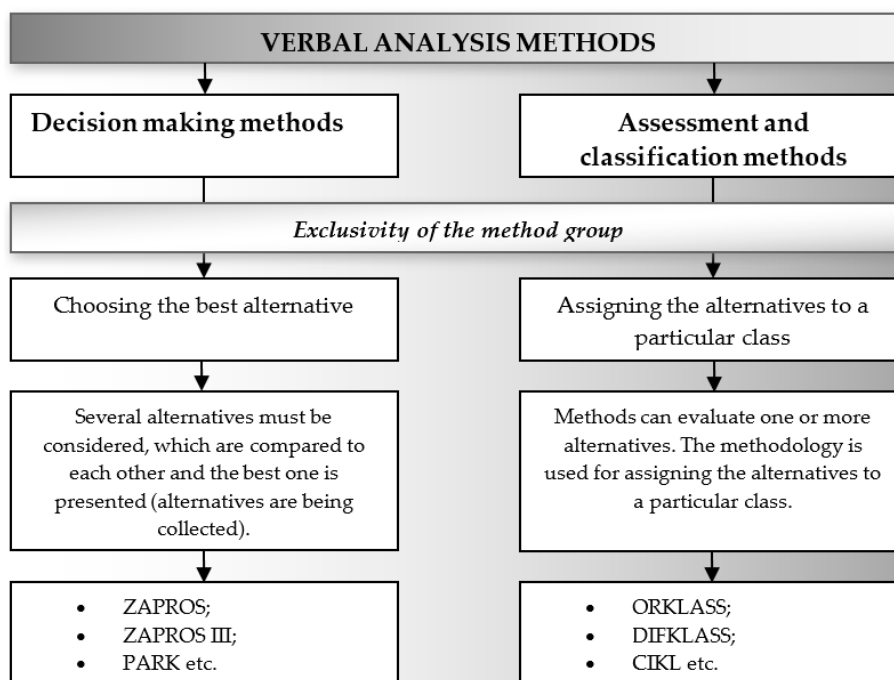 VERBAL ANALYSIS METHODS
Decision making methods
Assessment and
classification methods
Exclusivity of the method group
Choosing the best alternative
Assigning the alternatives to a
particular class
Several alternatives must be
considered, which are compared to
each other and the best one is
presented (alternatives are being
collected).
Methods can evaluate one or more
alternatives. The methodology is
used for assigning the alternatives to
a particular class.
• ZAPROS;
• ZAPROS III;
• PARK etc.
• ORKLASS;
• DIFKLASS;
• CIKL etc.